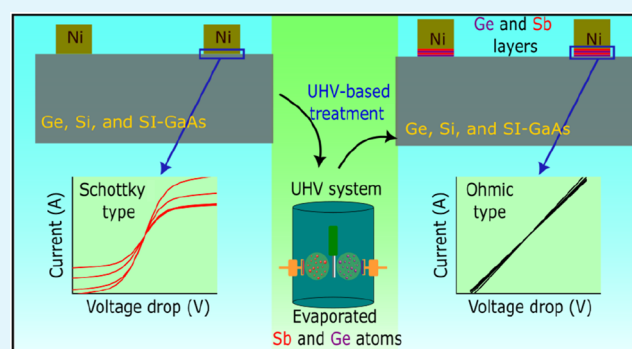 Ni
Ni
Ge, Si, and SI-GaAs
Schottky
type
Current (A)
Voltage drop (V)
UHV-based
treatment
UHV system
Evaporated
Sb and Ge atoms
Ni
Ge and Sb
layers
Ni
Ge, Si, and SI-GaAs
Ohmic
type
Current (A)
Voltage drop (V)